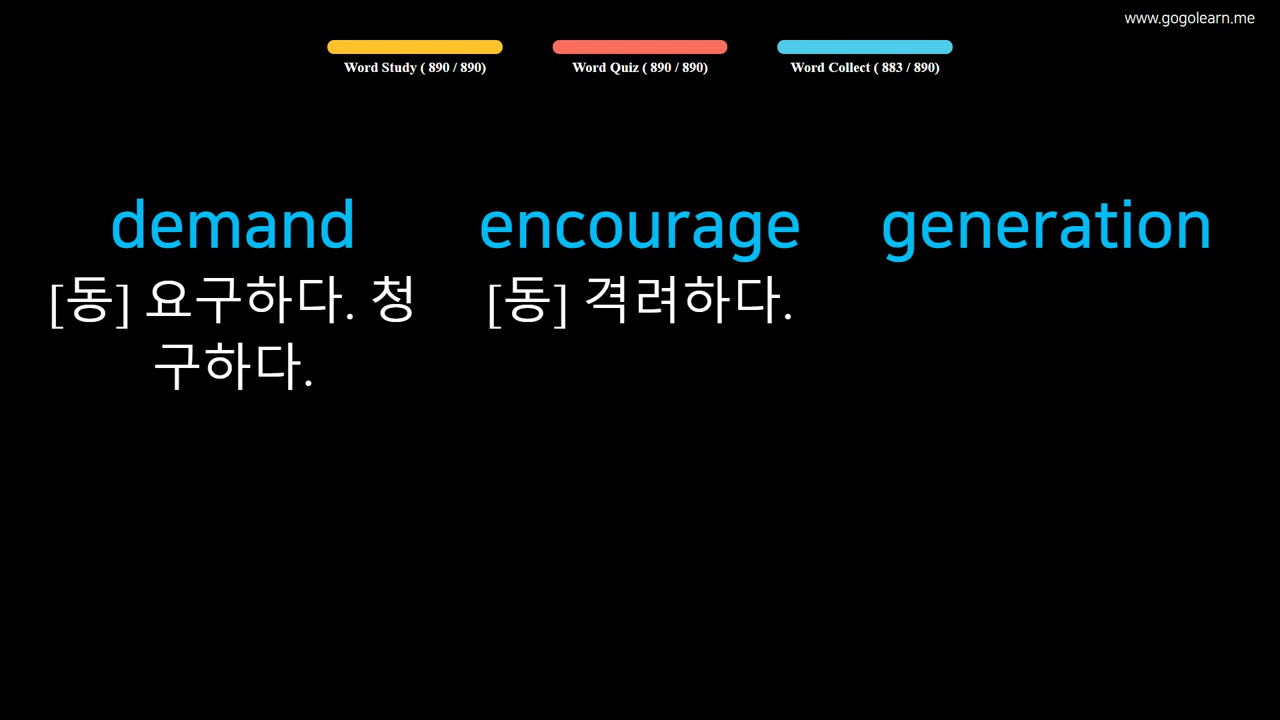 www.gogolearn.me
Word Study ( 890 / 890)
Word Quiz ( 890 / 890)
Word Collect ( 883 / 890)
demand
[동] 요구하다. 청
구하다.
encourage
[동] 격려하다.
generation